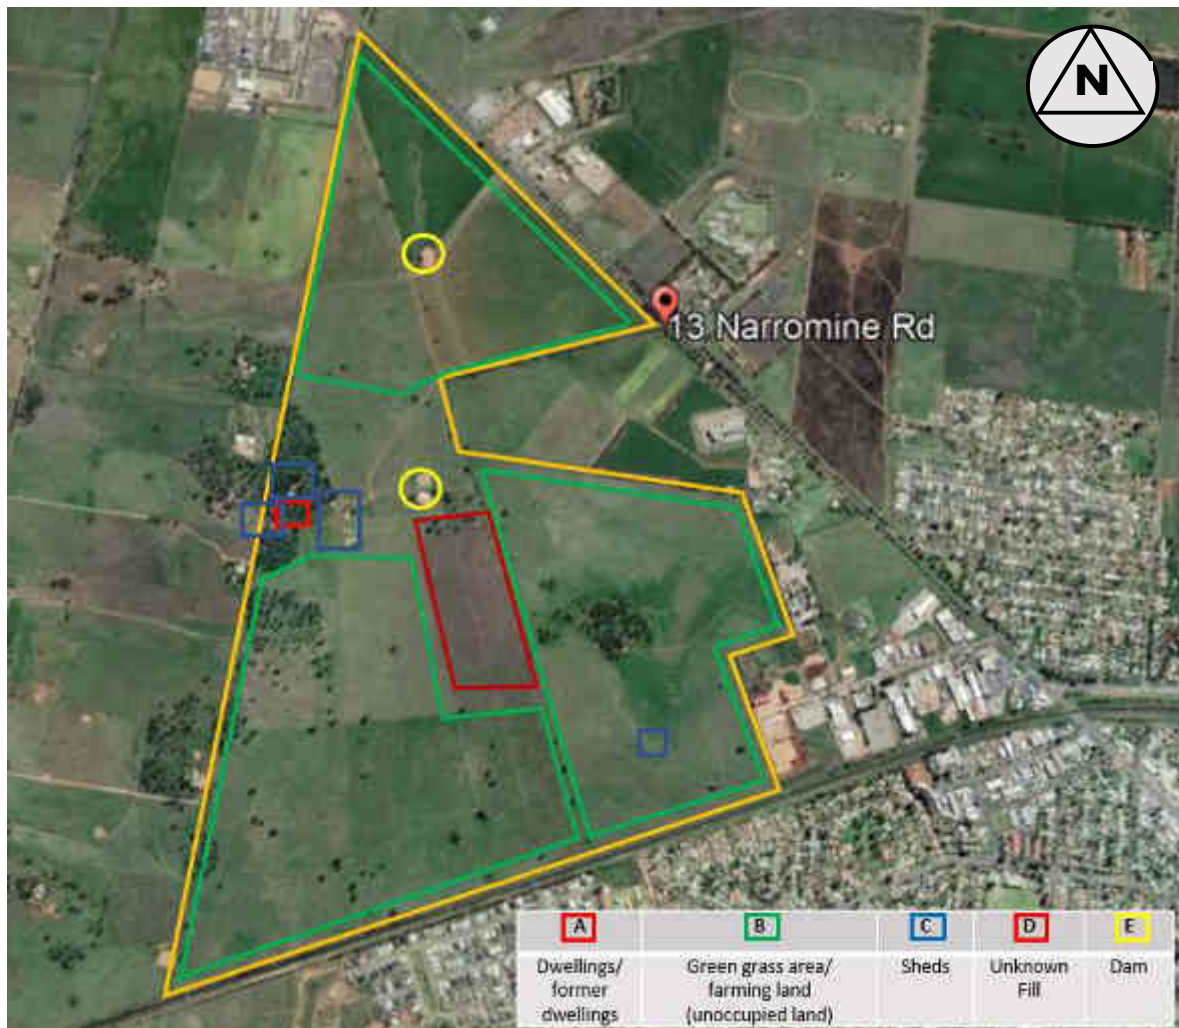 N
13 Narromine Rd
A B C D E
Dwellings/ former dwellings
Green grass area/ farming land (unoccupied land)
Sheds
Unknown Fill
Dam